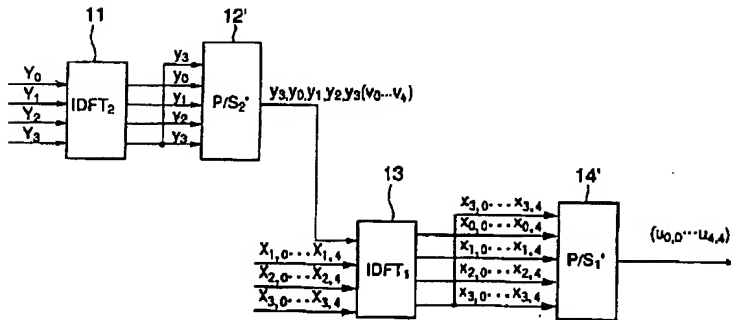 11
12'
Y₀
Y₁
Y₂
Y₃
IDFT₂
y₃
y₀
y₁
y₂
y₃
P/S₂'
y₃,y₀,y₁,y₂,y₃(v₀...v₄)
13
14'
X₁,₀...X₁,₄
X₂,₀...X₂,₄
X₃,₀...X₃,₄
IDFT₁
x₃,₀...x₃,₄
x₀,₀...x₀,₄
x₁,₀...x₁,₄
x₂,₀...x₂,₄
x₃,₀...x₃,₄
P/S₁'
(u₀,₀...u₄,₄)